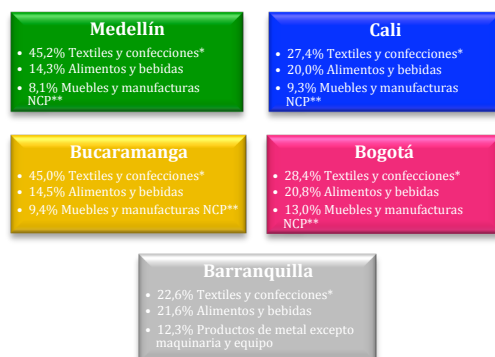 Medellín
• 45,2% Textiles y confecciones*
• 14,3% Alimentos y bebidas
• 8,1% Muebles y manufacturas
NCP**
Cali
• 27,4% Textiles y confecciones*
• 20,0% Alimentos y bebidas
• 9,3% Muebles y manufacturas
NCP**
Bucaramanga
• 45,0% Textiles y confecciones*
• 14,5% Alimentos y bebidas
• 9,4% Muebles y manufacturas NCP**
Bogotá
• 28,4% Textiles y confecciones*
• 20,8% Alimentos y bebidas
• 13,0% Muebles y manufacturas
NCP**
Barranquilla
• 22,6% Textiles y confecciones*
• 21,6% Alimentos y bebidas
• 12,3% Productos de metal excepto
maquinaria y equipo